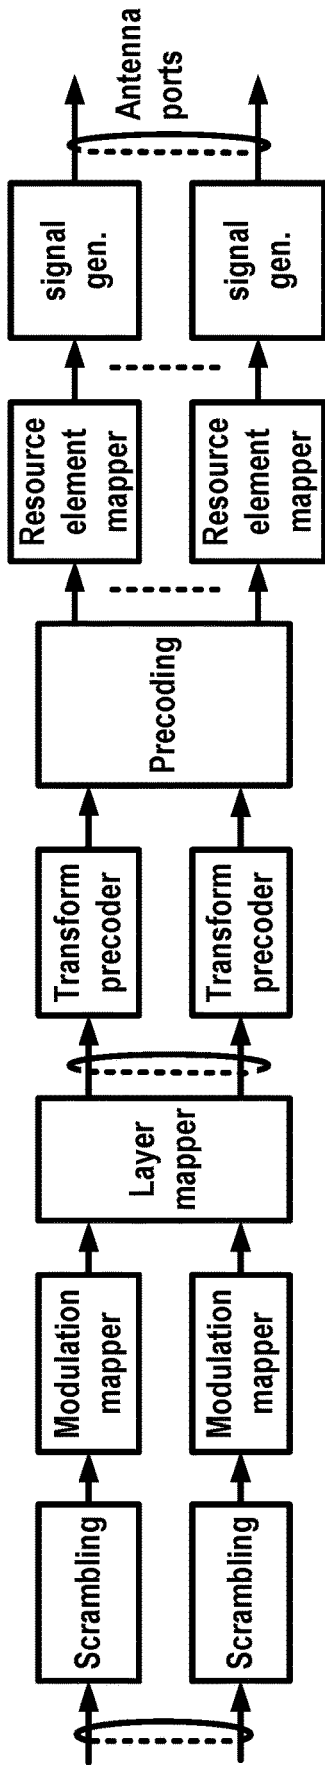 Scrambling
Scrambling
Modulation
mapper
Modulation
mapper
Layer
mapper
Transform
precoder
Transform
precoder
Precoding
Resource
element
mapper
Resource
element
mapper
signal
gen.
signal
gen.
Antenna
ports